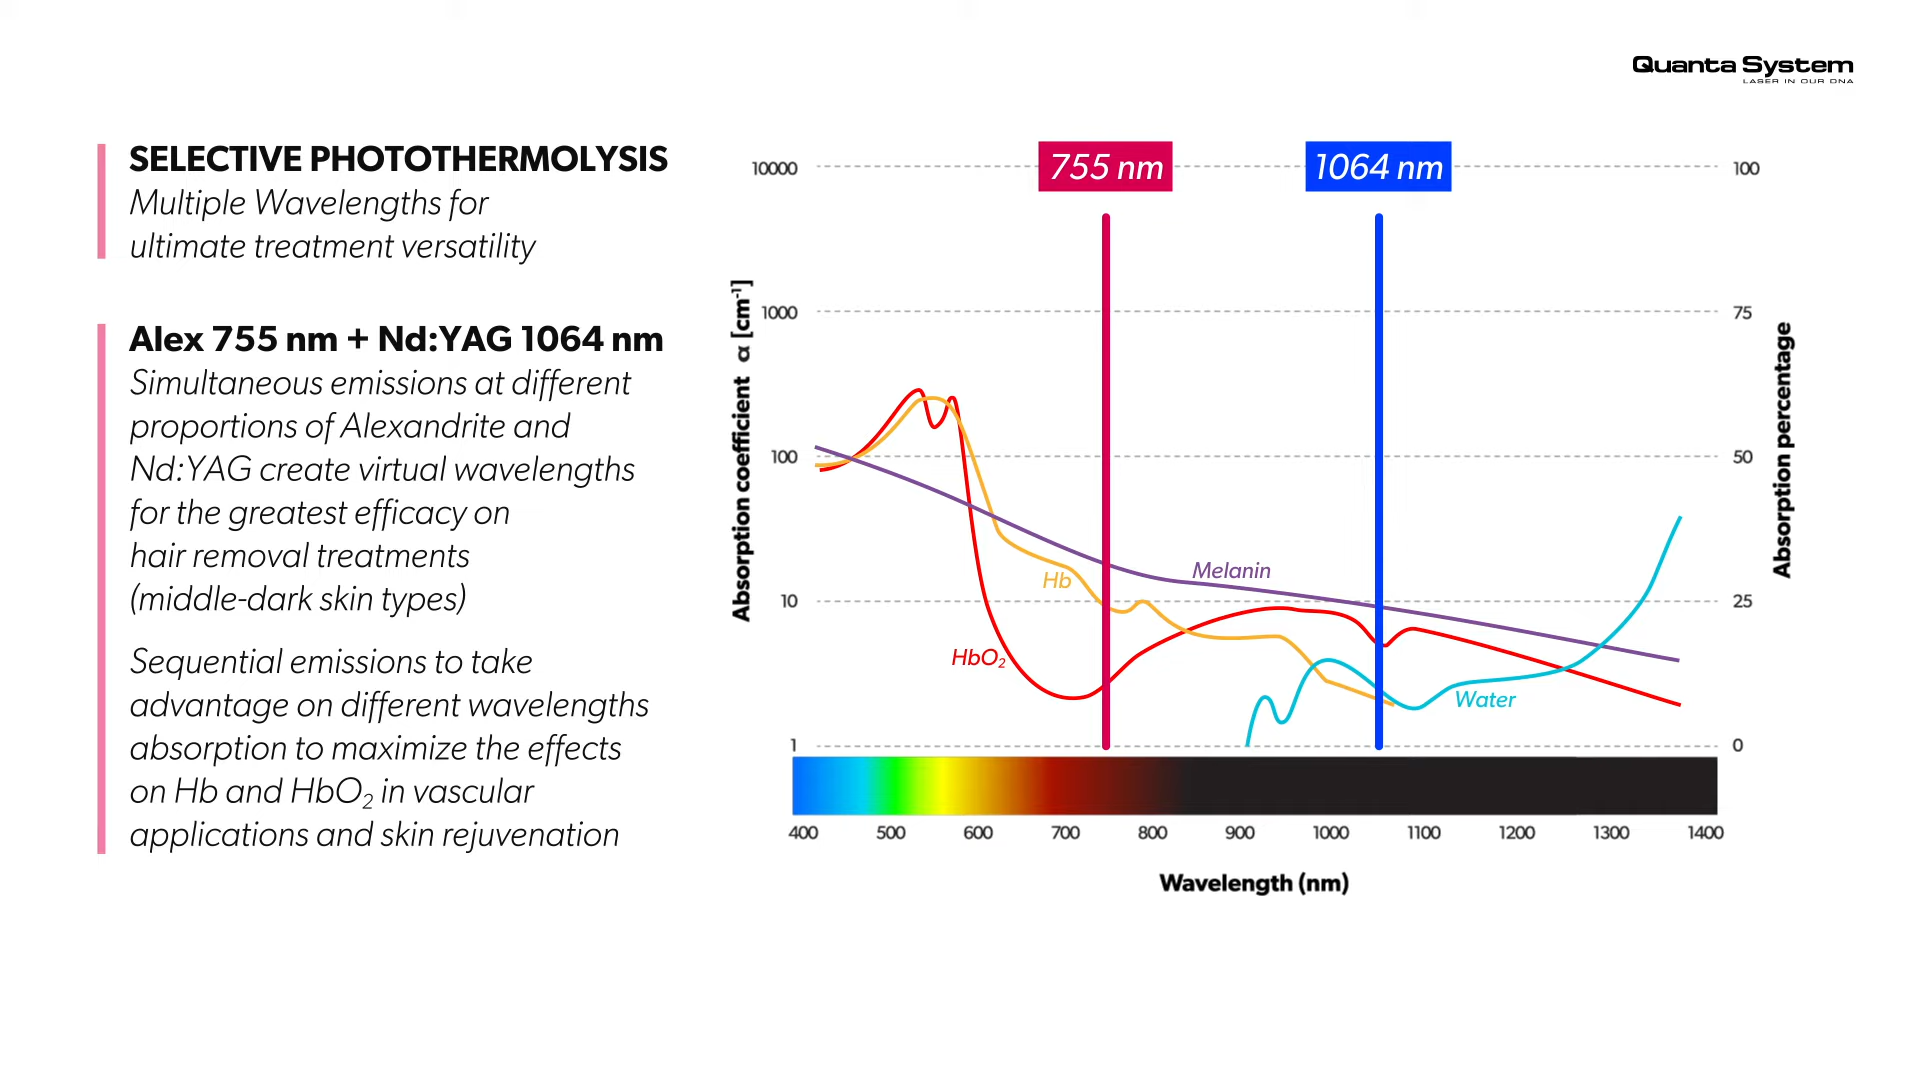 Quanta System
LASER IN OUR DNA
SELECTIVE PHOTOTHERMOLYSIS
Multiple Wavelengths for
ultimate treatment versatility
Alex 755 nm + Nd:YAG 1064 nm
Simultaneous emissions at different
proportions of Alexandrite and
Nd:YAG create virtual wavelengths
for the greatest efficacy on
hair removal treatments
(middle-dark skin types)
Sequential emissions to take
advantage on different wavelengths
absorption to maximize the effects
on Hb and HbO₂ in vascular
applications and skin rejuvenation
755 nm
1064 nm
Absorption coefficient α [cm⁻¹]
10000
1000
100
10
1
Melanin
Hb
HbO₂
Water
100
75
50
25
0
Absorption percentage
400 500 600 700 800 900 1000 1100 1200 1300 1400
Wavelength (nm)